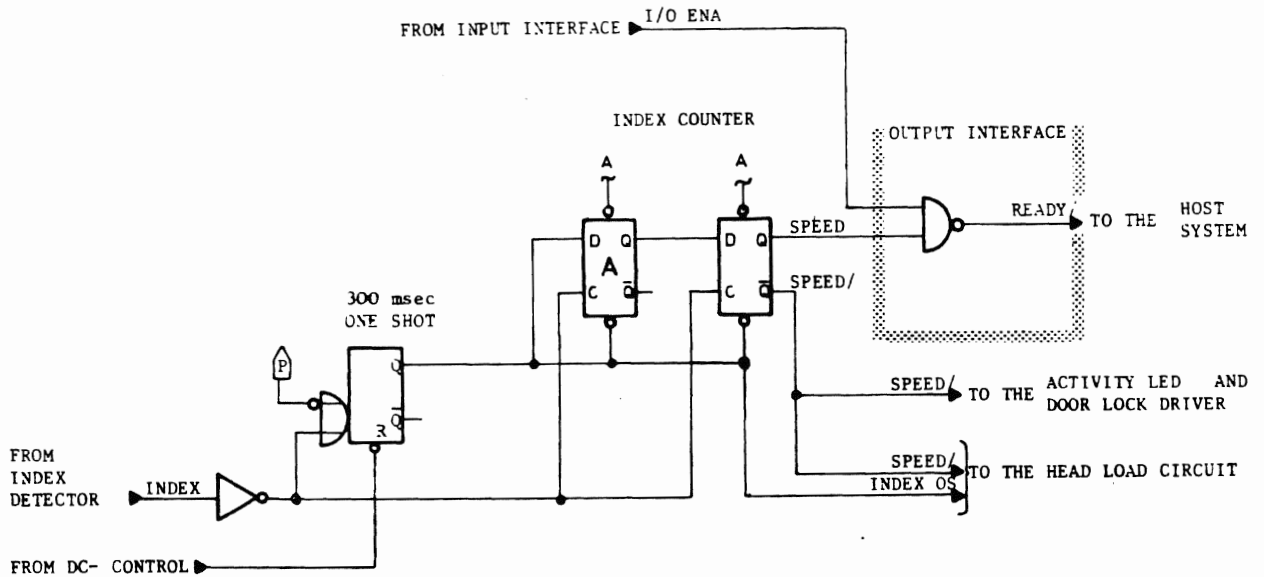 FROM INPUT INTERFACE
I/O ENA
INDEX COUNTER
OUTPUT INTERFACE
A
A
D Q
A
C Q
D Q
C Q
SPEED
SPEED/
READY/
TO THE HOST
SYSTEM
300 msec
ONE SHOT
P
Q
Q
R
SPEED/
TO THE ACTIVITY LED AND
DOOR LOCK DRIVER
FROM
INDEX
DETECTOR
INDEX
SPEED/
TO THE HEAD LOAD CIRCUIT
INDEX OS
FROM DC- CONTROL